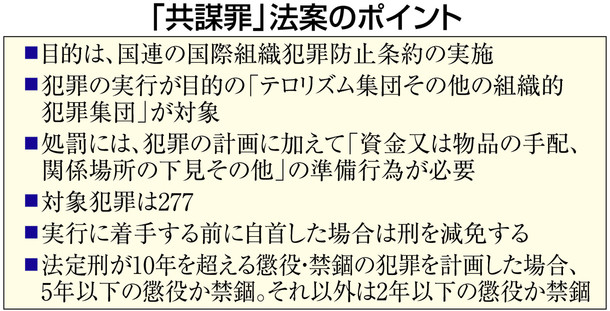 「共謀罪」法案のポイント
■目的は、国連の国際組織犯罪防止条約の実施
■犯罪の実行が目的の「テロリズム集団その他の組織的
犯罪集団」が対象
■処罰には、犯罪の計画に加えて「資金又は物品の手配、
関係場所の下見その他」の準備行為が必要
■対象犯罪は277
■実行に着手する前に自首した場合は刑を減免する
■法定刑が10年を超える懲役・禁錮の犯罪を計画した場合、
5年以下の懲役か禁錮。それ以外は2年以下の懲役か禁錮